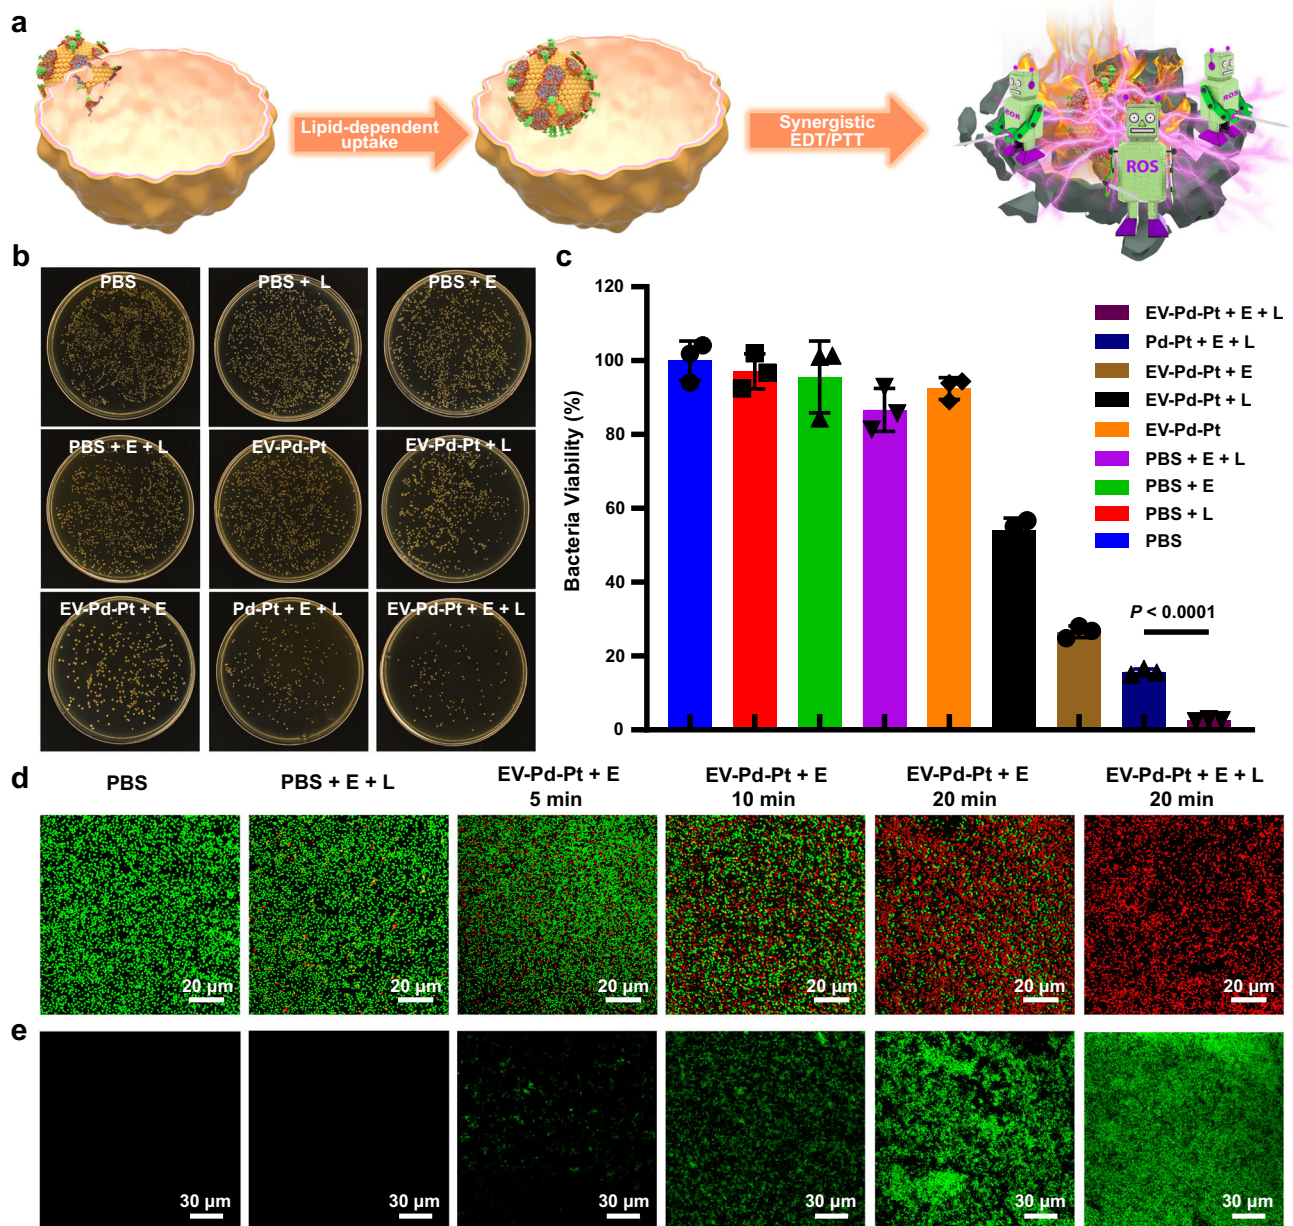 a
Lipid-dependent
uptake
Synergistic
EDT/PTT
ROS
ROS
ROS
b
PBS
PBS + L
PBS + E
PBS + E + L
EV-Pd-Pt
EV-Pd-Pt + L
EV-Pd-Pt + E
Pd-Pt + E + L
EV-Pd-Pt + E + L
c
Bacteria Viability (%)
120
100
80
60
40
20
0
EV-Pd-Pt + E + L
Pd-Pt + E + L
EV-Pd-Pt + E
EV-Pd-Pt + L
EV-Pd-Pt
PBS + E + L
PBS + E
PBS + L
PBS
P < 0.0001
d
PBS
PBS + E + L
EV-Pd-Pt + E
5 min
EV-Pd-Pt + E
10 min
EV-Pd-Pt + E
20 min
EV-Pd-Pt + E + L
20 min
20 μm
20 μm
20 μm
20 μm
20 μm
20 μm
e
30 μm
30 μm
30 μm
30 μm
30 μm
30 μm